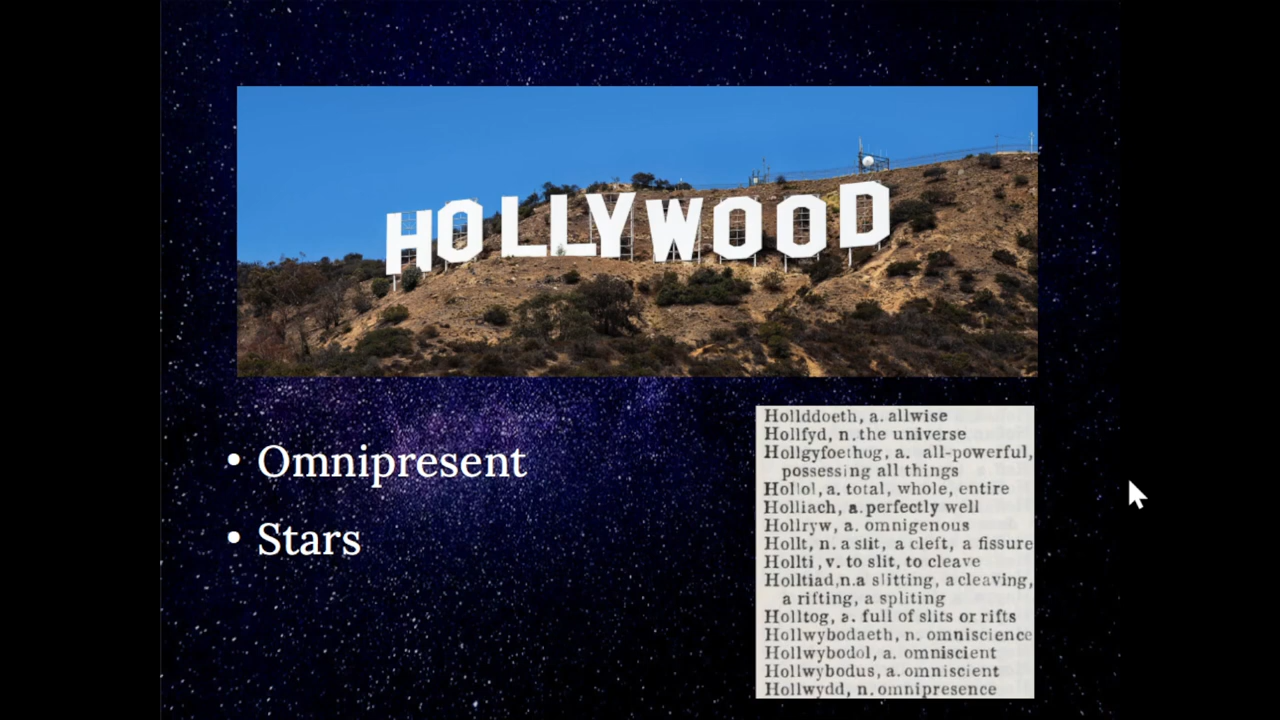 HOLLYWOOD
• Omnipresent
• Stars
Hollddoeth, a. allwise
Hollfyd, n. the universe
Hollgyfoethog, a. all-powerful,
possessing all things
Hollol, a. total, whole, entire
Holliach, a. perfectly well
Hollryw, a. omnigenous
Hollt, n. a slit, a cleft, a fissure
Hollti, v. to slit, to cleave
Holltiad, n. a slitting, a cleaving,
a rifting, a spliting
Holltog, a. full of slits or rifts
Hollwybodaeth, n. omniscience
Hollwybodol, a. omniscient
Hollwybodus, a. omniscient
Hollwydd, n. omnipresence